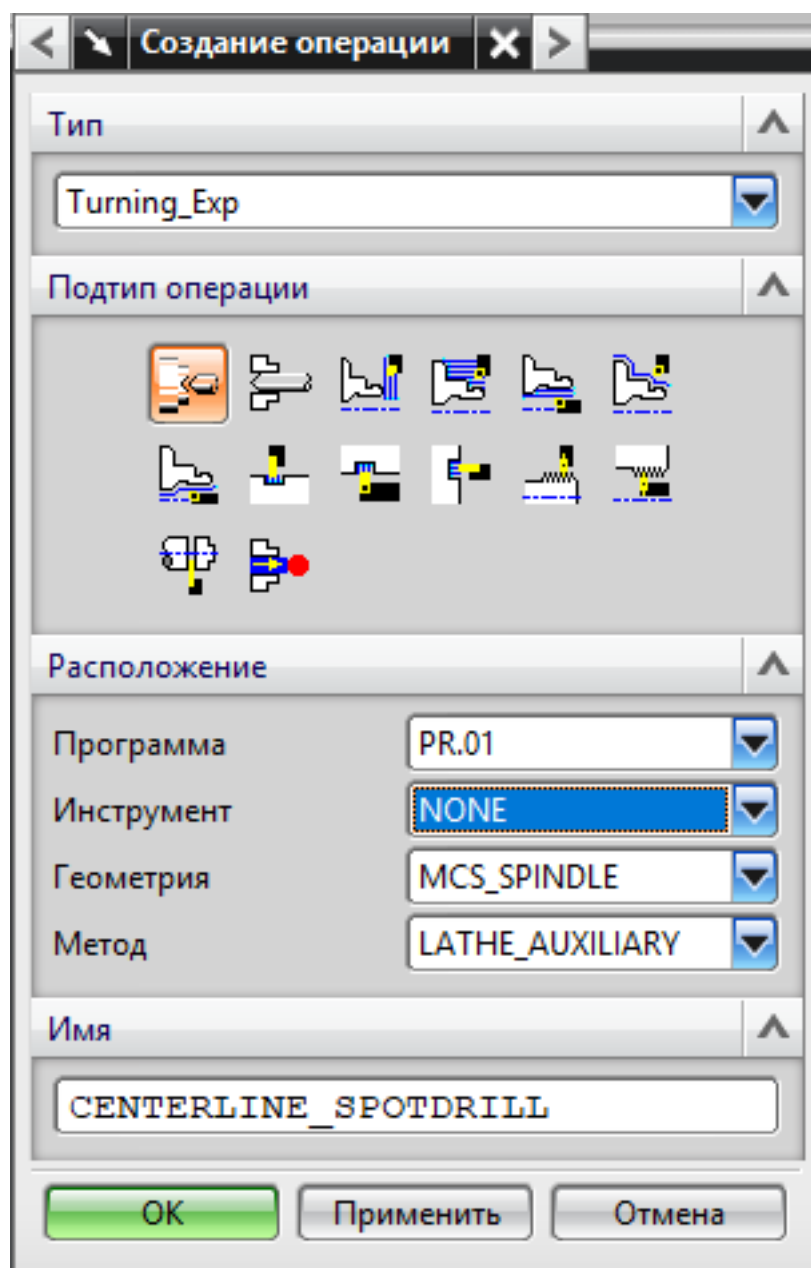 Создание операции
Тип
Turning_Exp
Подтип операции
Расположение
Программа PR.01
Инструмент NONE
Геометрия MCS_SPINDLE
Метод LATHE_AUXILIARY
Имя
CENTERLINE_SPOTDRILL
OK Применить Отмена